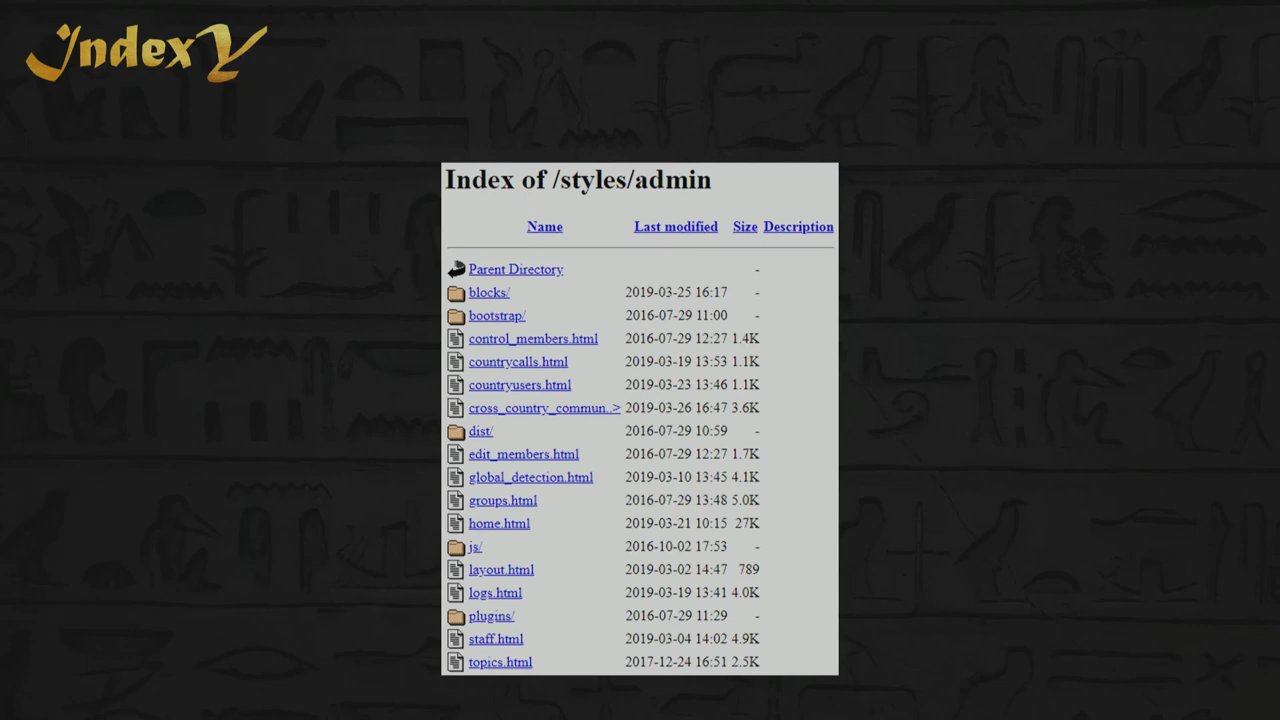 Index Y
Index of /styles/admin
Name Last modified Size Description
Parent Directory -
blocks/ 2019-03-25 16:17 -
bootstrap/ 2016-07-29 11:00 -
control_members.html 2016-07-29 12:27 1.4K
countrycalls.html 2019-03-19 13:53 1.1K
countryusers.html 2019-03-23 13:46 1.1K
cross_country_commun..> 2019-03-26 16:47 3.6K
dist/ 2016-07-29 10:59 -
edit_members.html 2016-07-29 12:27 1.7K
global_detection.html 2019-03-10 13:45 4.1K
groups.html 2016-07-29 13:48 5.0K
home.html 2019-03-21 10:15 27K
js/ 2016-10-02 17:53 -
layout.html 2019-03-02 14:47 789
logs.html 2019-03-19 13:41 4.0K
plugins/ 2016-07-29 11:29 -
staff.html 2019-03-04 14:02 4.9K
topics.html 2017-12-24 16:51 2.5K